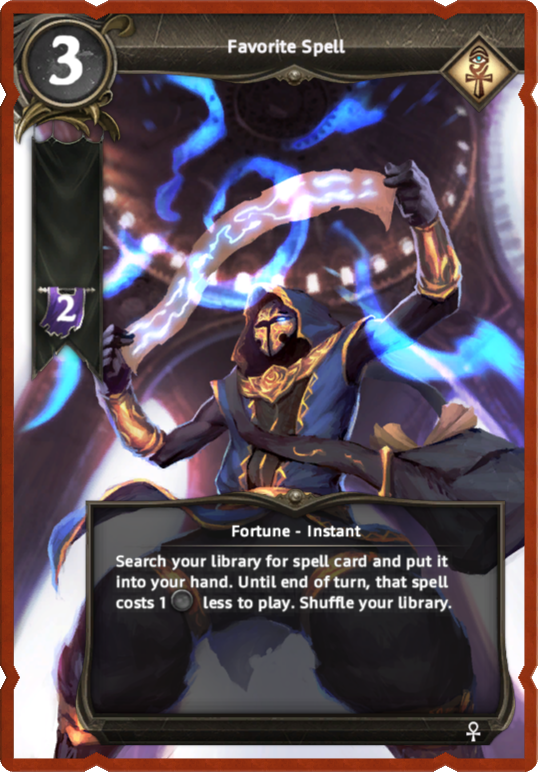 3
Favorite Spell
2
Fortune - Instant
Search your library for spell card and put it
into your hand. Until end of turn, that spell
costs 1 less to play. Shuffle your library.